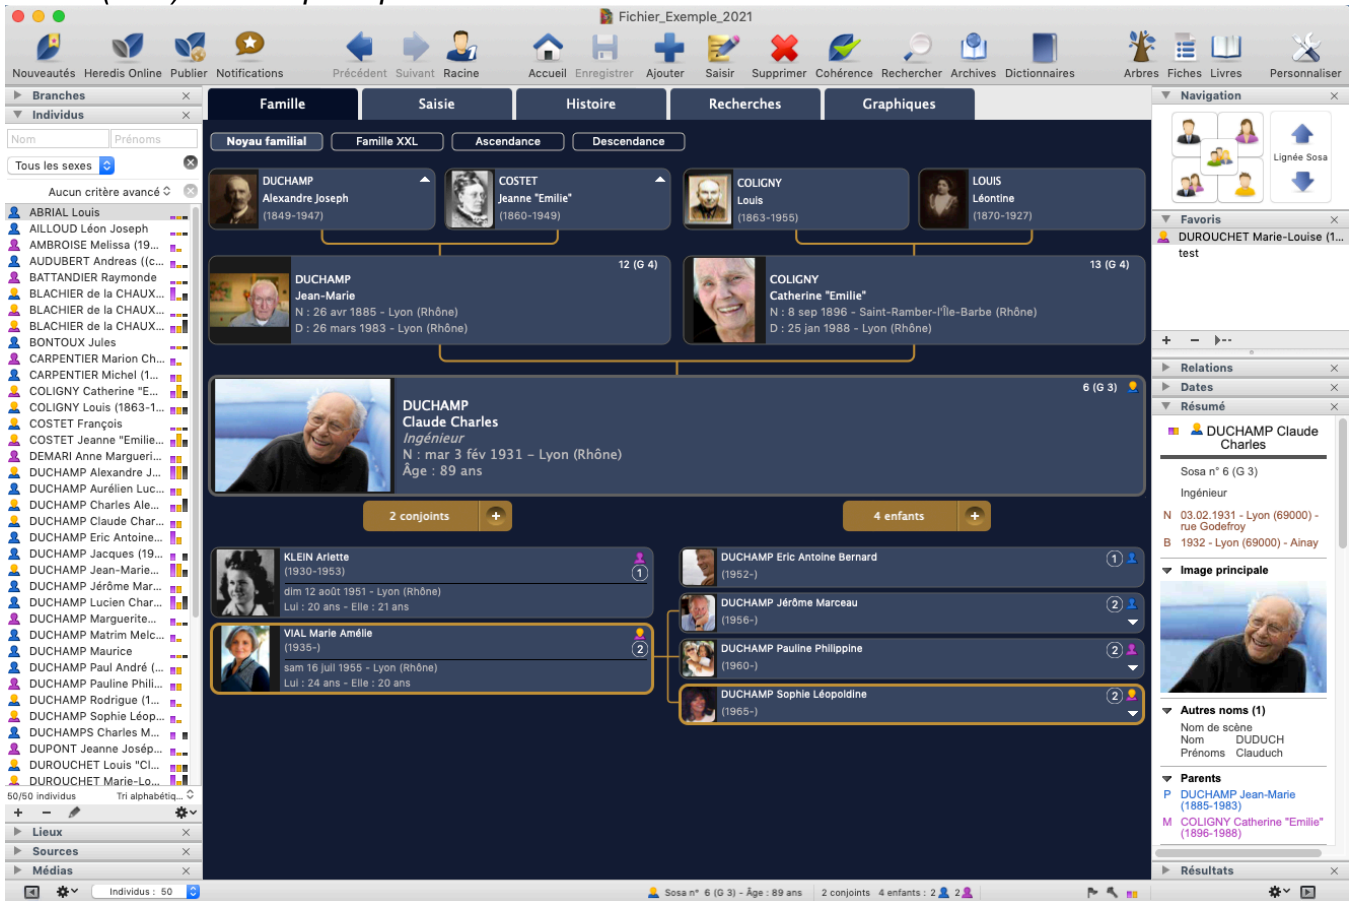 Fichier_Exemple_2021
Nouveautés Heredis Online Publier Notifications Précédent Suivant Racine Accueil Enregistrer Ajouter Saisir Supprimer Cohérence Rechercher Archives Dictionnaires Arbres Fiches Livres Personnaliser
Branches
Individus
Nom Prénoms
Tous les sexes
Aucun critère avancé
ABRIAL Louis
AILLOUD Léon Joseph
AMBROISE Melissa (19...
AUDUBERT Andreas ((c...
BATTANDIER Raymonde
BLACHIER de la CHAUX...
BLACHIER de la CHAUX...
BLACHIER de la CHAUX...
BONTOUX Jules
CARPENTIER Marion Ch...
CARPENTIER Michel (1...
COLIGNY Catherine "E...
COLIGNY Louis (1863-1...
COSTET François
COSTET Jeanne "Emilie...
DEMARI Anne Margueri...
DUCHAMP Alexandre J...
DUCHAMP Aurélien Luc...
DUCHAMP Charles Ale...
DUCHAMP Claude Char...
DUCHAMP Eric Antoine...
DUCHAMP Jacques (19...
DUCHAMP Jean-Marie...
DUCHAMP Jérôme Mar...
DUCHAMP Lucien Char...
DUCHAMP Marguerite...
DUCHAMP Matrim Melc...
DUCHAMP Maurice
DUCHAMP Paul André (...
DUCHAMP Pauline Phili...
DUCHAMP Rodrigue (1...
DUCHAMP Sophie Léop...
DUCHAMPS Charles M...
DUPONT Jeanne Josép...
DUROUCHET Louis "Cl...
DUROUCHET Marie-Lo...
50/50 individus Tri alphabétiq...
Lieux
Sources
Médias
Individus : 50
Famille Saisie Histoire Recherches Graphiques
Noyau familial Famille XXL Ascendance Descendance
DUCHAMP
Alexandre Joseph
(1849-1947)
COSTET
Jeanne "Emilie"
(1860-1949)
COLIGNY
Louis
(1863-1955)
LOUIS
Léontine
(1870-1927)
12 (G 4)
DUCHAMP
Jean-Marie
N : 26 avr 1885 - Lyon (Rhône)
D : 26 mars 1983 - Lyon (Rhône)
13 (G 4)
COLIGNY
Catherine "Emilie"
N : 8 sep 1896 - Saint-Ramber-l'Île-Barbe (Rhône)
D : 25 jan 1988 - Lyon (Rhône)
6 (G 3)
DUCHAMP
Claude Charles
Ingénieur
N : mar 3 fév 1931 – Lyon (Rhône)
Âge : 89 ans
2 conjoints +
4 enfants +
KLEIN Arlette
(1930-1953)
1
dim 12 août 1951 - Lyon (Rhône)
Lui : 20 ans - Elle : 21 ans
VIAL Marie Amélie
(1935-)
2
sam 16 juil 1955 - Lyon (Rhône)
Lui : 24 ans - Elle : 20 ans
DUCHAMP Eric Antoine Bernard 1
(1952-)
DUCHAMP Jérôme Marceau 2
(1956-)
DUCHAMP Pauline Philippine 2
(1960-)
DUCHAMP Sophie Léopoldine 2
(1965-)
Sosa n° 6 (G 3) - Âge : 89 ans 2 conjoints 4 enfants : 2 2
Navigation
Lignée Sosa
Favoris
DUROUCHET Marie-Louise (1...
test
Relations
Dates
Résumé
DUCHAMP Claude
Charles
Sosa n° 6 (G 3)
Ingénieur
N 03.02.1931 - Lyon (69000) -
rue Godefroy
B 1932 - Lyon (69000) - Ainay
Image principale
Autres noms (1)
Nom de scène
Nom DUDUCH
Prénoms Clauduch
Parents
P DUCHAMP Jean-Marie
(1885-1983)
M COLIGNY Catherine "Emilie"
(1896-1988)
Résultats